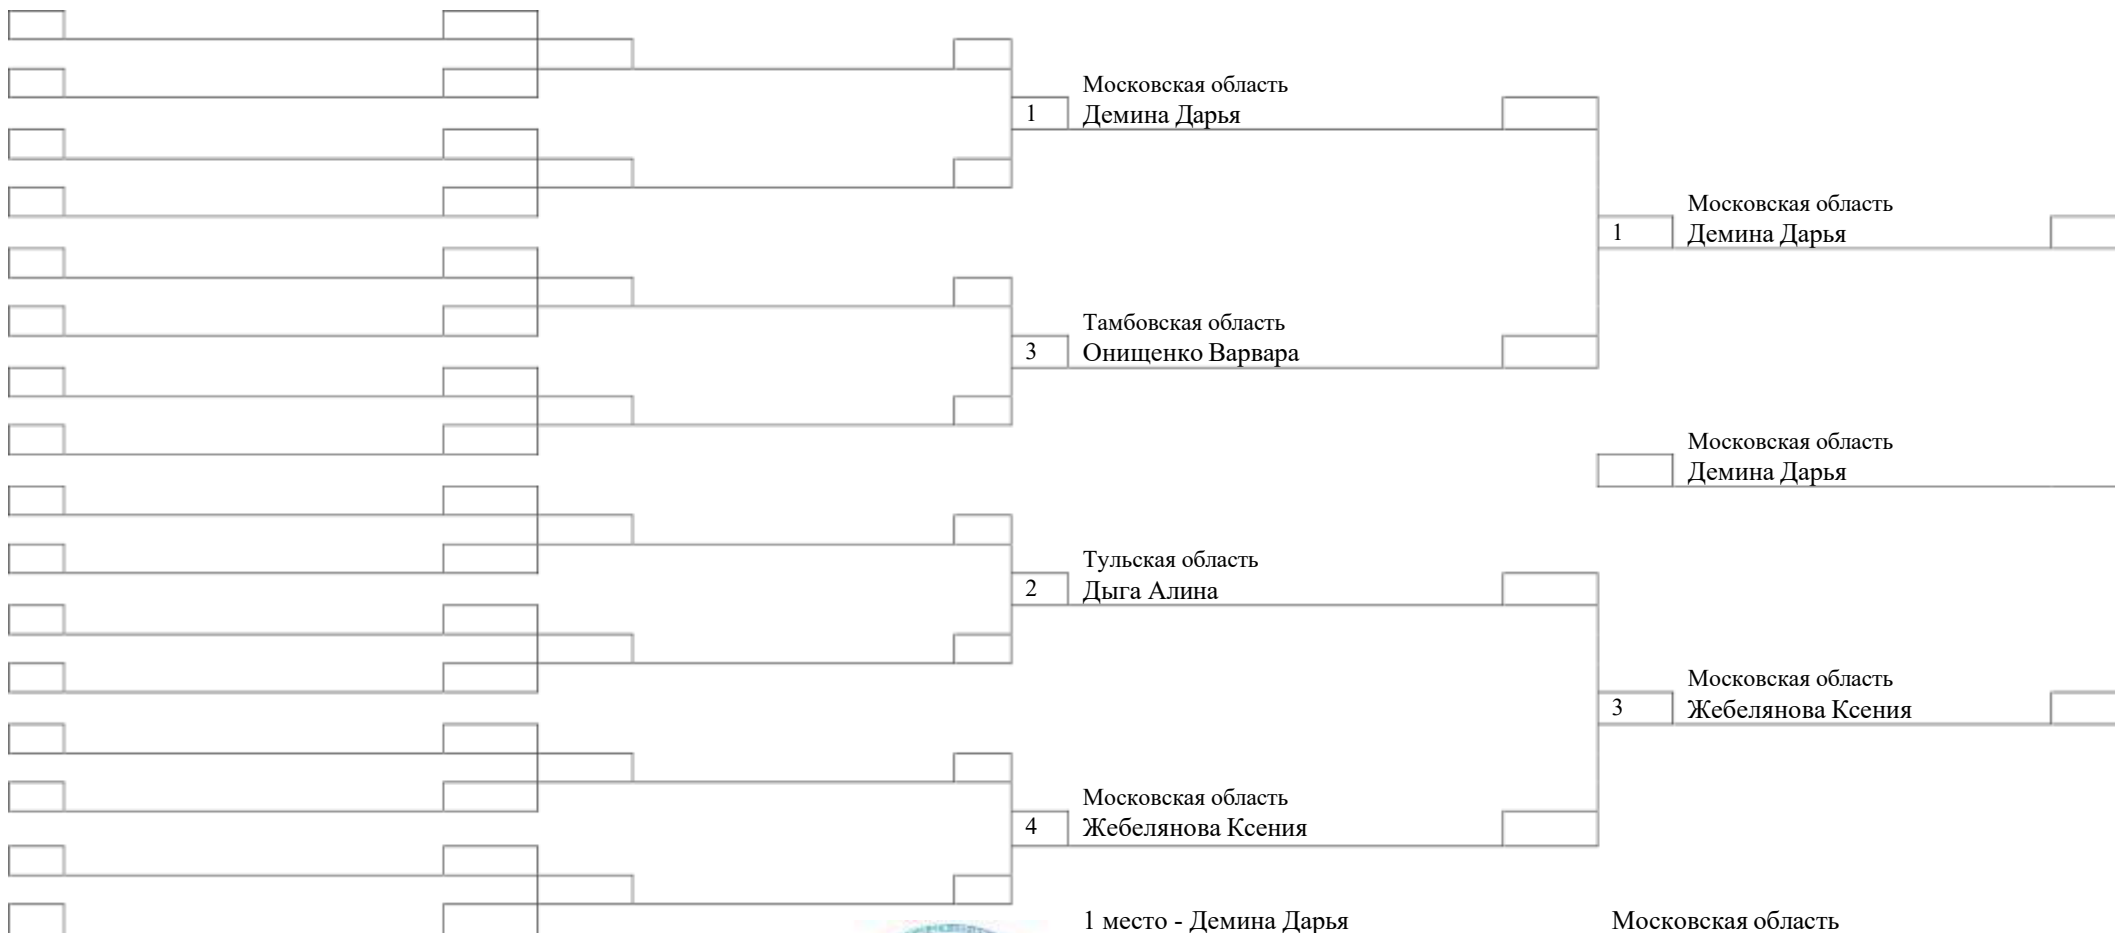 Московская область
1 Демина Дарья
Московская область
1 Демина Дарья
Тамбовская область
3 Онищенко Варвара
Московская область
Демина Дарья
Тульская область
2 Дыга Алина
Московская область
3 Жебелянова Ксения
Московская область
4 Жебелянова Ксения
1 место - Демина Дарья Московская область